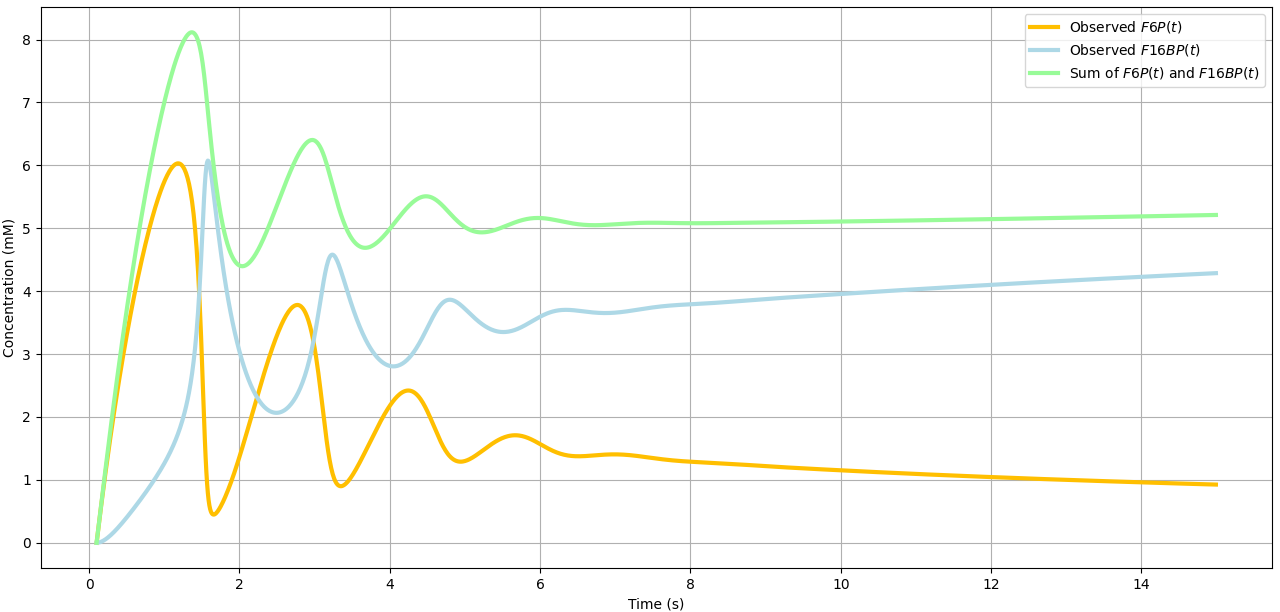 Observed F6P(t)
Observed F16BP(t)
Sum of F6P(t) and F16BP(t)
8
7
6
5
4
3
2
1
0
Concentration (mM)
0 2 4 6 8 10 12 14
Time (s)